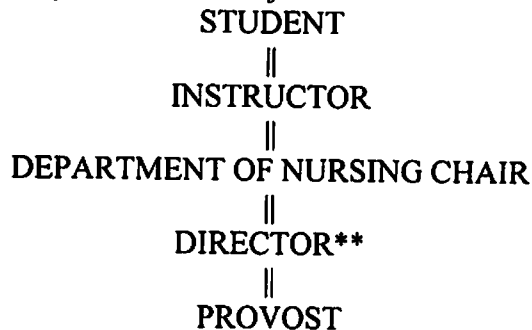 STUDENT
||
INSTRUCTOR
||
DEPARTMENT OF NURSING CHAIR
||
DIRECTOR**
||
PROVOST